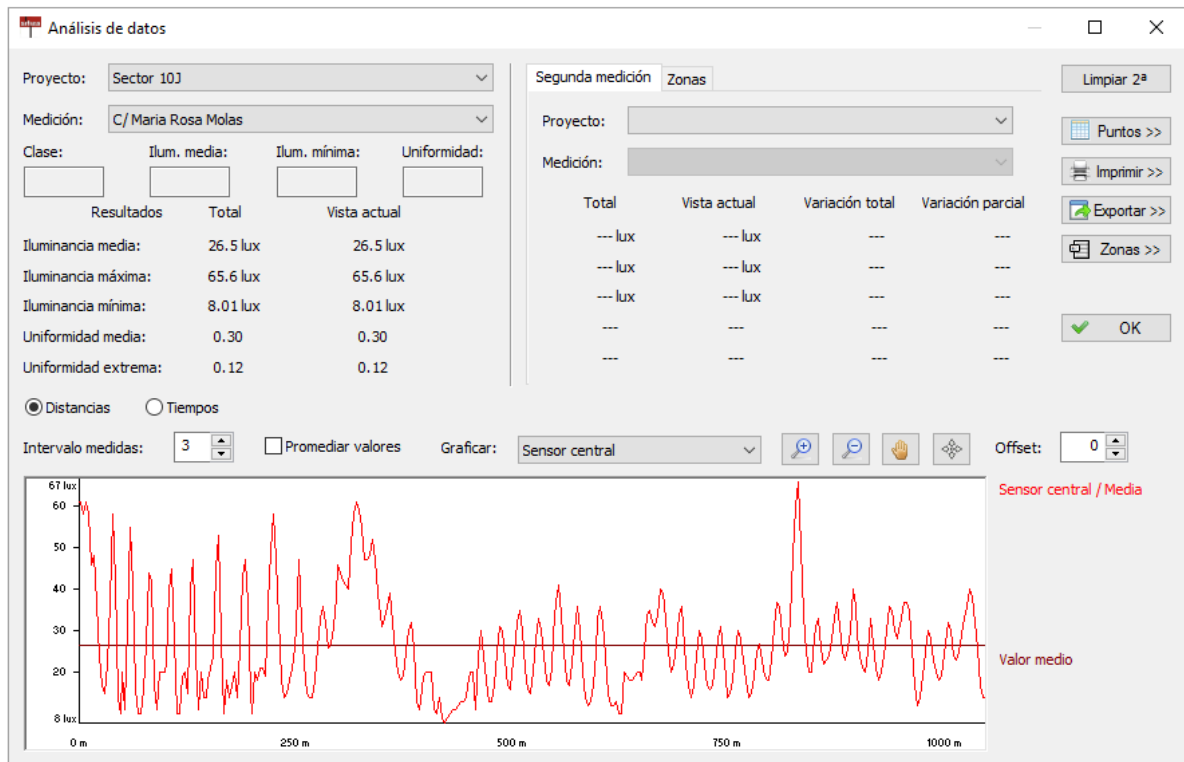 Análisis de datos
Proyecto: Sector 10J
Medición: C/ Maria Rosa Molas
Clase: Ilum. media: Ilum. mínima: Uniformidad:
Resultados Total Vista actual
Iluminancia media: 26.5 lux 26.5 lux
Iluminancia máxima: 65.6 lux 65.6 lux
Iluminancia mínima: 8.01 lux 8.01 lux
Uniformidad media: 0.30 0.30
Uniformidad extrema: 0.12 0.12
Segunda medición Zonas
Proyecto:
Medición:
Total Vista actual Variación total Variación parcial
--- lux --- lux --- ---
--- lux --- lux --- ---
--- lux --- lux --- ---
--- --- --- ---
--- --- --- ---
Limpiar 2ª
Puntos >>
Imprimir >>
Exportar >>
Zonas >>
OK
Distancias Tiempos
Intervalo medidas: 3 Promediar valores Graficar: Sensor central Offset: 0
67 lux
60
50
40
30
20
8 lux
0 m 250 m 500 m 750 m 1000 m
Sensor central / Media
Valor medio